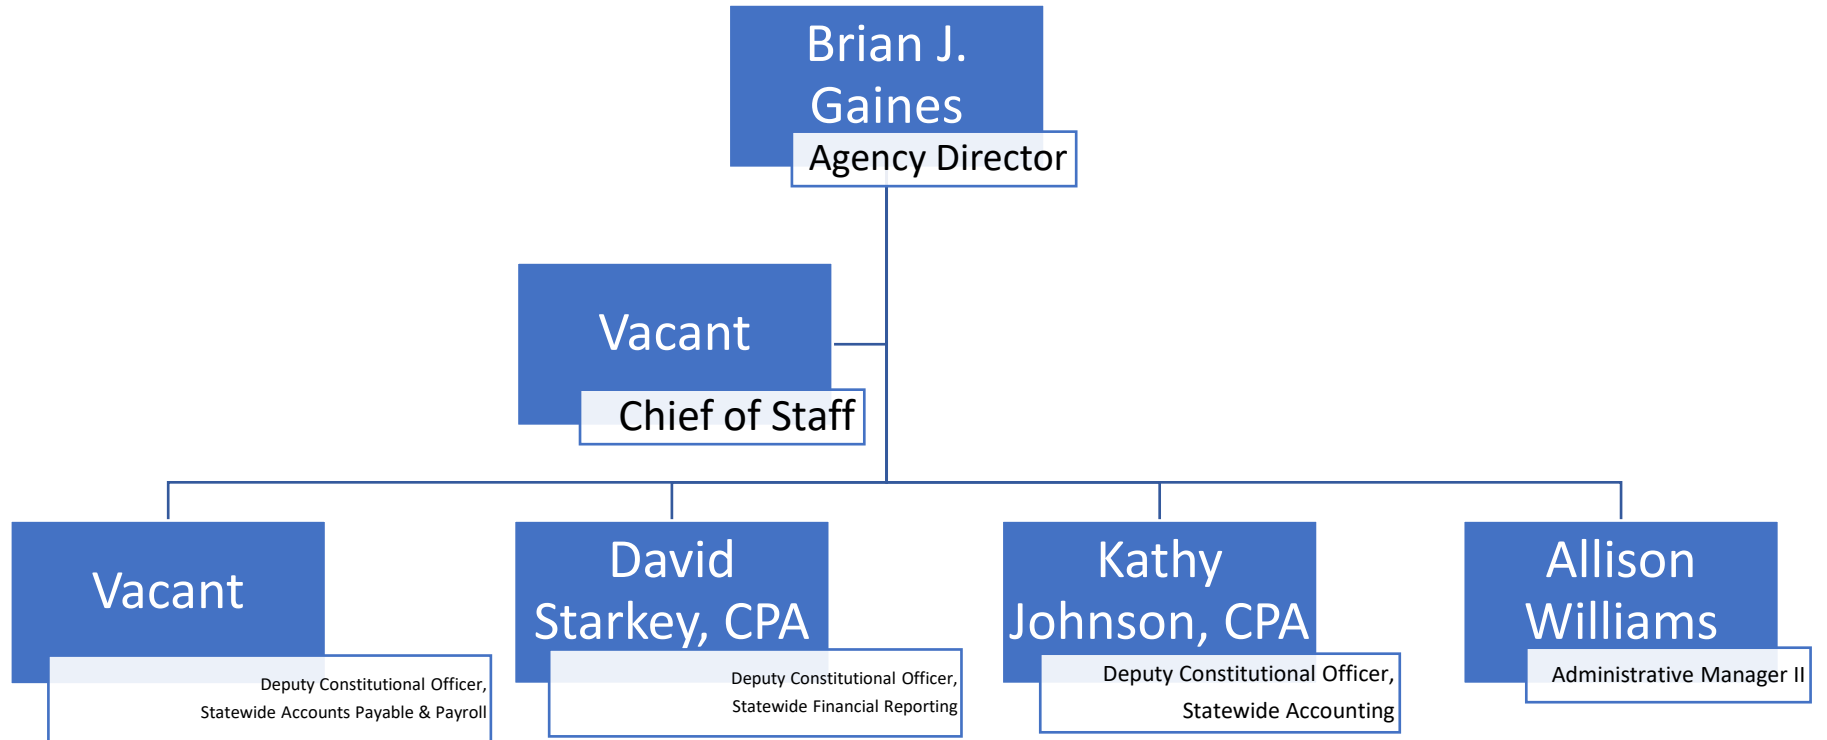 Brian J.
Gaines
Agency Director
Vacant
Chief of Staff
Vacant
Deputy Constitutional Officer,
Statewide Accounts Payable & Payroll
David
Starkey, CPA
Deputy Constitutional Officer,
Statewide Financial Reporting
Kathy
Johnson, CPA
Deputy Constitutional Officer,
Statewide Accounting
Allison
Williams
Administrative Manager II